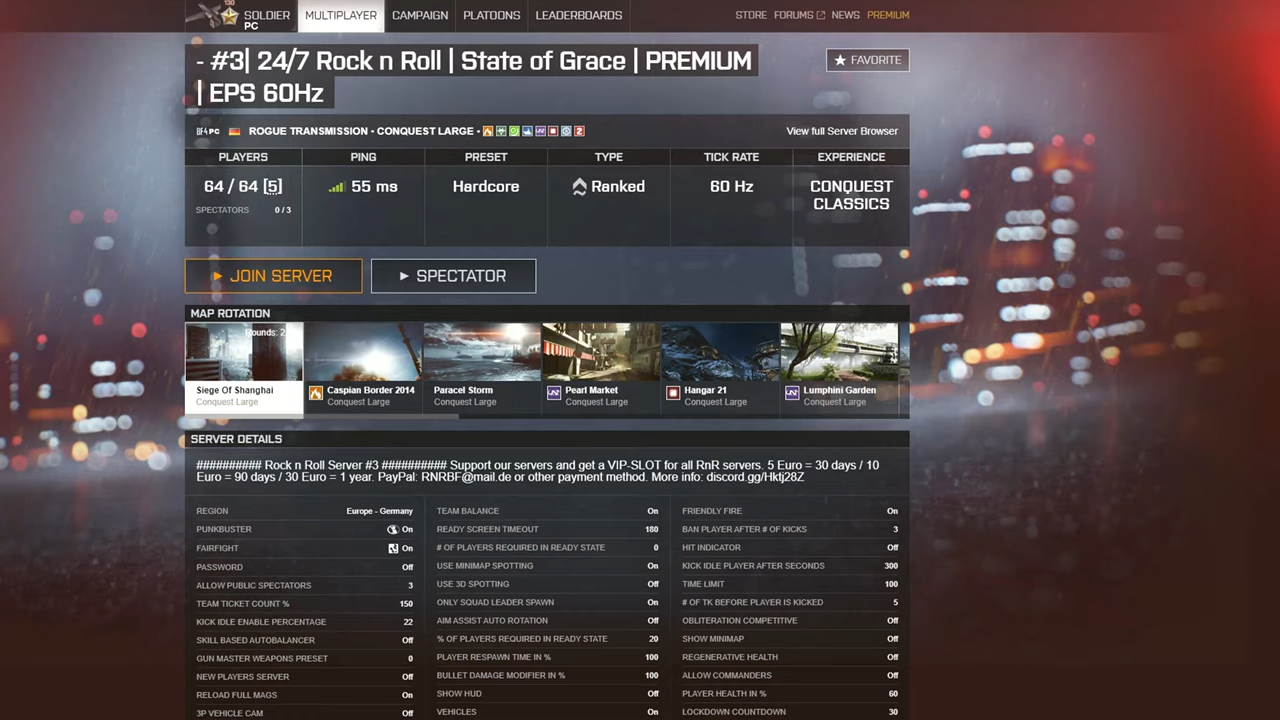 130
SOLDIER
PC
MULTIPLAYER
CAMPAIGN
PLATOONS
LEADERBOARDS
STORE
FORUMS
NEWS
PREMIUM
- #3| 24/7 Rock n Roll | State of Grace | PREMIUM
| EPS 60Hz
★ FAVORITE
BF4 PC
ROGUE TRANSMISSION - CONQUEST LARGE -
View full Server Browser
PLAYERS
PING
PRESET
TYPE
TICK RATE
EXPERIENCE
64 / 64 [5]
55 ms
Hardcore
Ranked
60 Hz
CONQUEST
CLASSICS
SPECTATORS 0 / 3
JOIN SERVER
SPECTATOR
MAP ROTATION
Rounds: 2
Siege Of Shanghai
Conquest Large
Caspian Border 2014
Conquest Large
Paracel Storm
Conquest Large
Pearl Market
Conquest Large
Hangar 21
Conquest Large
Lumphini Garden
Conquest Large
SERVER DETAILS
########## Rock n Roll Server #3 ########## Support our servers and get a VIP-SLOT for all RnR servers. 5 Euro = 30 days / 10
Euro = 90 days / 30 Euro = 1 year. PayPal: RNRBF@mail.de or other payment method. More info: discord.gg/Hktj28Z
REGION Europe - Germany
PUNKBUSTER On
FAIRFIGHT On
PASSWORD Off
ALLOW PUBLIC SPECTATORS 3
TEAM TICKET COUNT % 150
KICK IDLE ENABLE PERCENTAGE 22
SKILL BASED AUTOBALANCER Off
GUN MASTER WEAPONS PRESET 0
NEW PLAYERS SERVER Off
RELOAD FULL MAGS On
3P VEHICLE CAM Off
TEAM BALANCE On
READY SCREEN TIMEOUT 180
# OF PLAYERS REQUIRED IN READY STATE 0
USE MINIMAP SPOTTING On
USE 3D SPOTTING Off
ONLY SQUAD LEADER SPAWN On
AIM ASSIST AUTO ROTATION Off
% OF PLAYERS REQUIRED IN READY STATE 20
PLAYER RESPAWN TIME IN % 100
BULLET DAMAGE MODIFIER IN % 100
SHOW HUD Off
VEHICLES On
FRIENDLY FIRE On
BAN PLAYER AFTER # OF KICKS 3
HIT INDICATOR Off
KICK IDLE PLAYER AFTER SECONDS 300
TIME LIMIT 100
# OF TK BEFORE PLAYER IS KICKED 5
OBLITERATION COMPETITIVE Off
SHOW MINIMAP Off
REGENERATIVE HEALTH Off
ALLOW COMMANDERS Off
PLAYER HEALTH IN % 60
LOCKDOWN COUNTDOWN 30